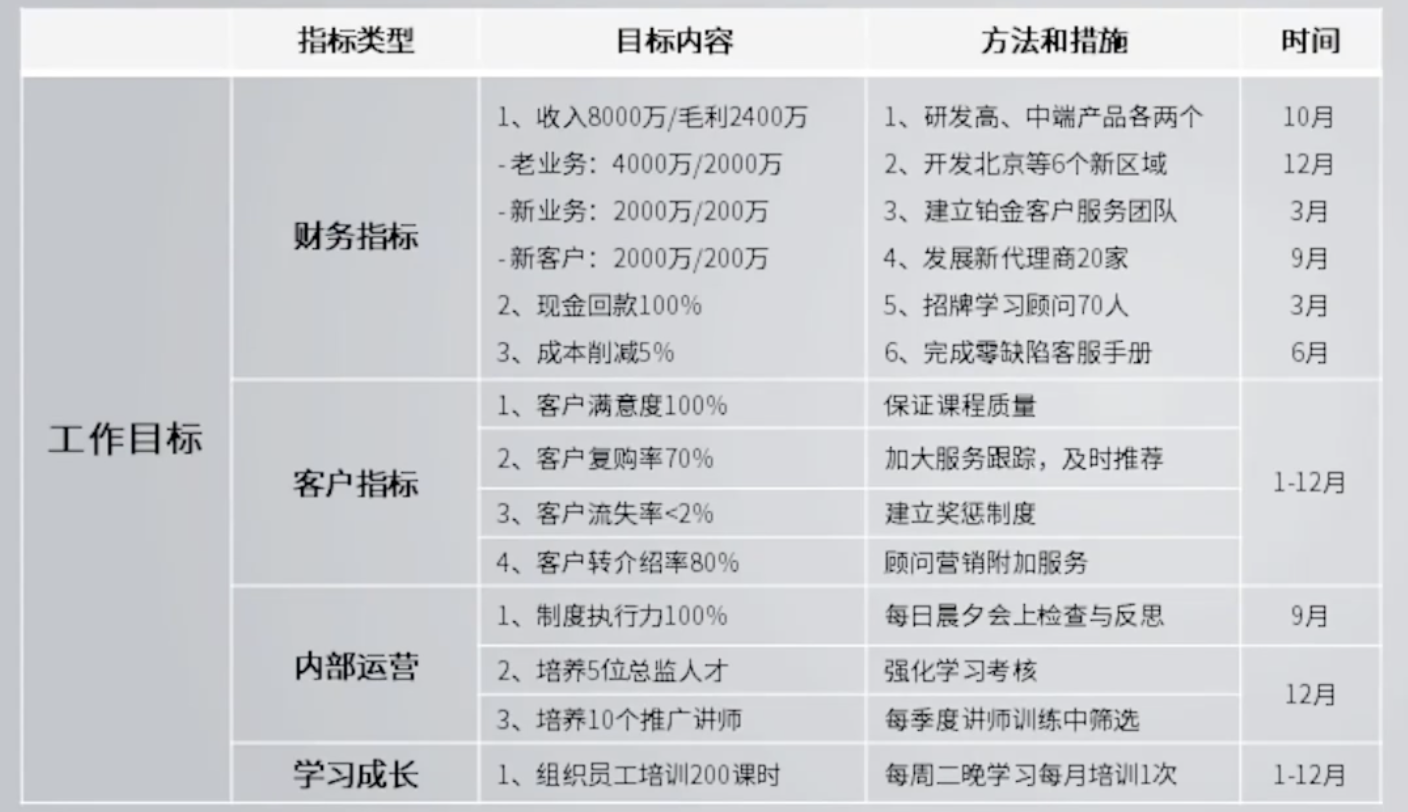 指标类型 目标内容 方法和措施 时间
工作目标
财务指标
1、收入8000万/毛利2400万 1、研发高、中端产品各两个 10月
-老业务：4000万/2000万 2、开发北京等6个新区域 12月
-新业务：2000万/200万 3、建立铂金客户服务团队 3月
-新客户：2000万/200万 4、发展新代理商20家 9月
2、现金回款100% 5、招牌学习顾问70人 3月
3、成本削减5% 6、完成零缺陷客服手册 6月
客户指标
1、客户满意度100% 保证课程质量
2、客户复购率70% 加大服务跟踪，及时推荐
1-12月
3、客户流失率<2% 建立奖惩制度
4、客户转介绍率80% 顾问营销附加服务
内部运营
1、制度执行力100% 每日晨夕会上检查与反思 9月
2、培养5位总监人才 强化学习考核
12月
3、培养10个推广讲师 每季度讲师训练中筛选
学习成长 1、组织员工培训200课时 每周二晚学习每月培训1次 1-12月